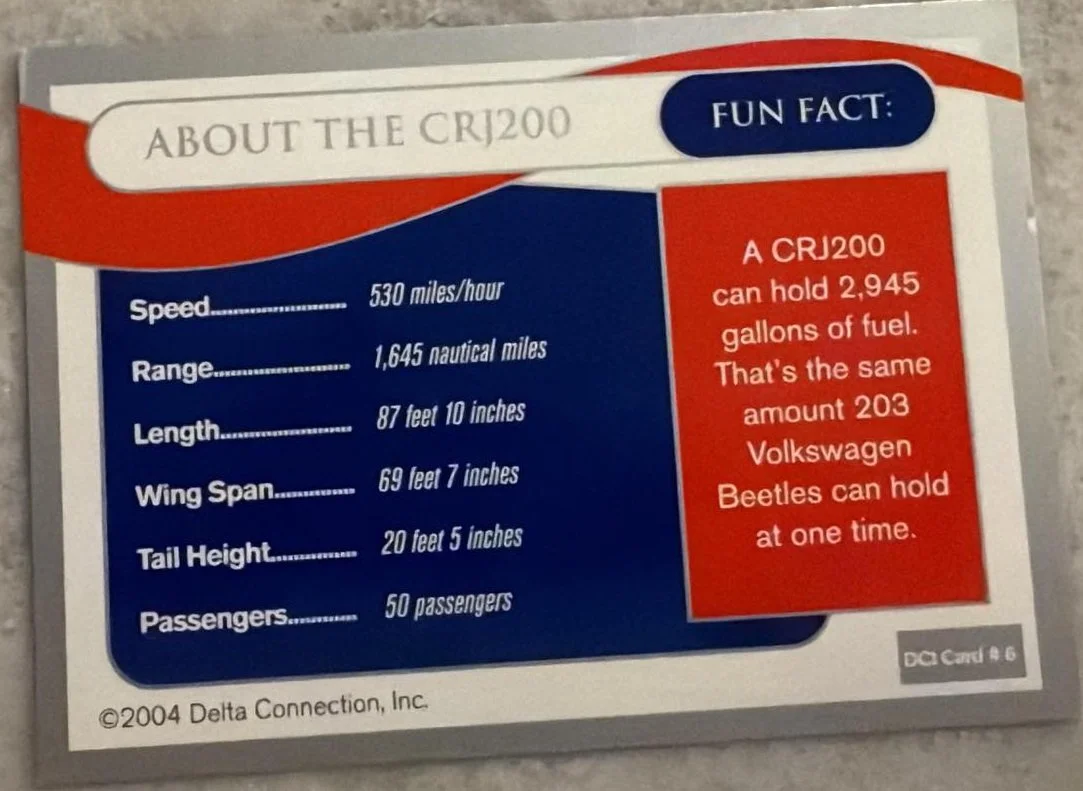 ABOUT THE CRJ200
FUN FACT:
Speed..................... 530 miles/hour
Range..................... 1,645 nautical miles
Length.................... 87 feet 10 inches
Wing Span............ 69 feet 7 inches
Tail Height............. 20 feet 5 inches
Passengers.......... 50 passengers
A CRJ200
can hold 2,945
gallons of fuel.
That's the same
amount 203
Volkswagen
Beetles can hold
at one time.
DCI Card # 6
©2004 Delta Connection, Inc.